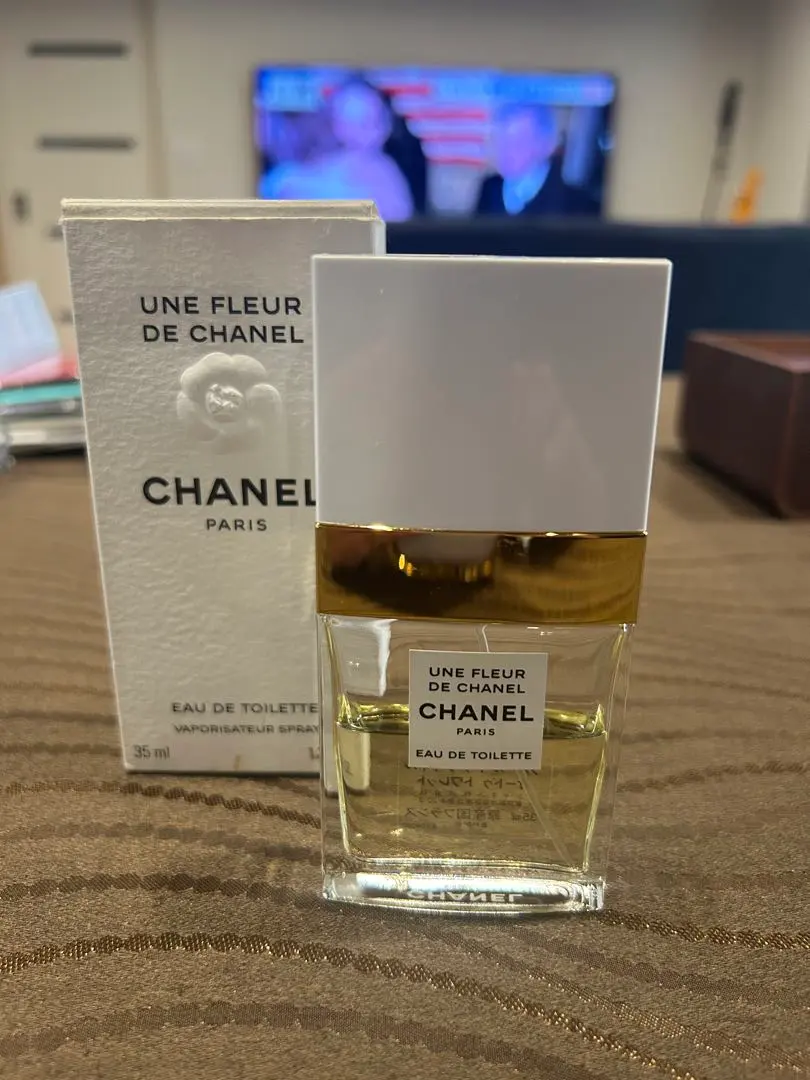 UNE FLEUR
DE CHANEL
CHANEL
PARIS
EAU DE TOILETTE
VAPORISATEUR SPRAY
35 ml
UNE FLEUR
DE CHANEL
CHANEL
PARIS
EAU DE TOILETTE
CHANEL